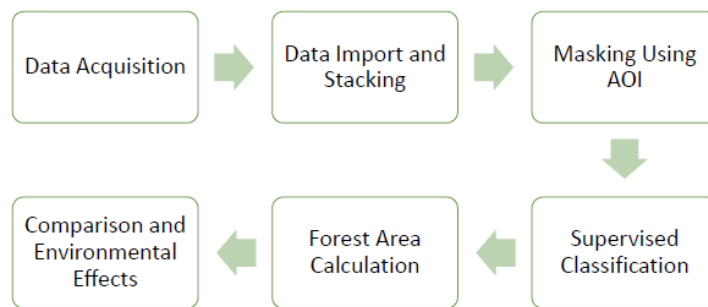 Data Acquisition
Data Import and
Stacking
Masking Using
AOI
Supervised
Classification
Forest Area
Calculation
Comparison and
Environmental
Effects